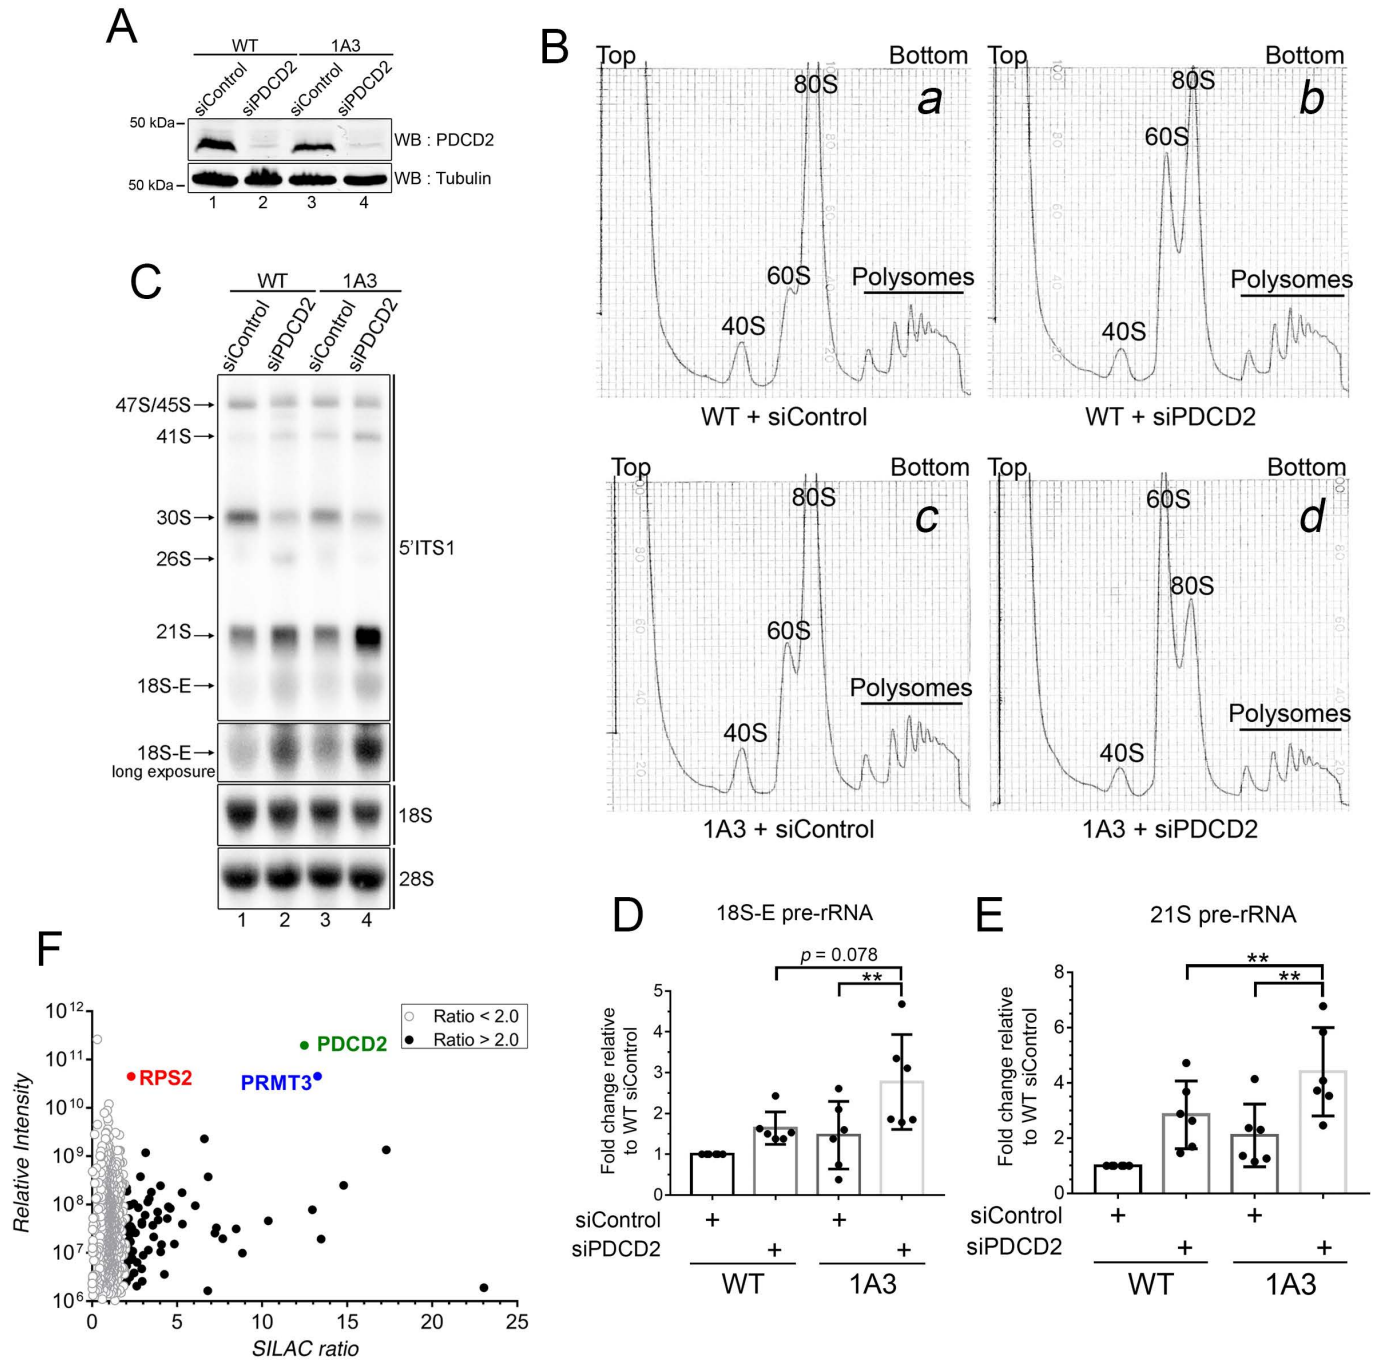 A
WT 1A3
siControl siPDCD2 siControl siPDCD2
50 kDa
WB : PDCD2
50 kDa
WB : Tubulin
1 2 3 4
B
Top Bottom
80S
a
60S
40S
Polysomes
WT + siControl
Top Bottom
80S
b
60S
40S
Polysomes
WT + siPDCD2
Top Bottom
80S
c
60S
40S
Polysomes
1A3 + siControl
Top Bottom
60S
d
80S
40S
Polysomes
1A3 + siPDCD2
C
WT 1A3
siControl siPDCD2 siControl siPDCD2
47S/45S
41S
30S
26S
21S
18S-E
5'ITS1
18S-E
long exposure
18S
28S
1 2 3 4
D
18S-E pre-rRNA
p = 0.078
**
Fold change relative
to WT siControl
5
4
3
2
1
0
siControl + +
siPDCD2 + +
WT 1A3
E
21S pre-rRNA
**
**
Fold change relative
to WT siControl
8
6
4
2
0
siControl + +
siPDCD2 + +
WT 1A3
F
Ratio < 2.0
Ratio > 2.0
PDCD2
RPS2
PRMT3
Relative Intensity
10¹²
10¹¹
10¹⁰
10⁹
10⁸
10⁷
10⁶
0 5 10 15 20 25
SILAC ratio